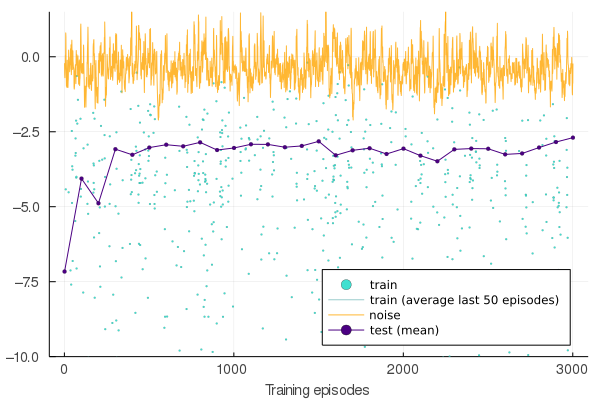 0.0
−2.5
−5.0
−7.5
−10.0
0
1000
2000
3000
Training episodes
train
train (average last 50 episodes)
noise
test (mean)